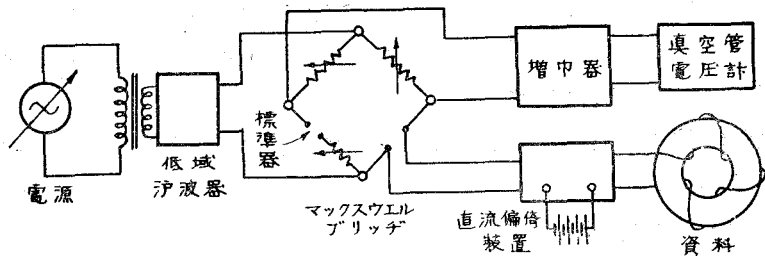 電源
低域
沪波器
標準器
マックスウエル
ブリッヂ
増巾器
真空管
電圧計
直流偏倚
装置
資料